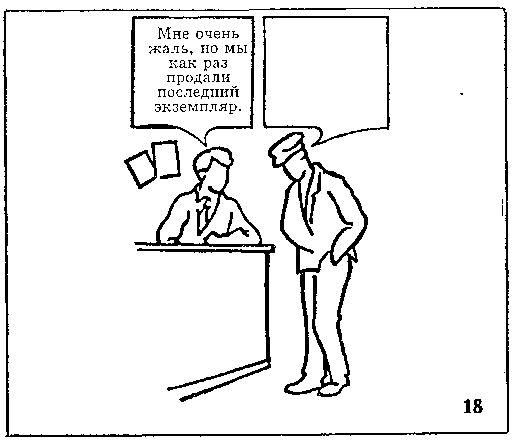 Мне очень
жаль, но мы
как раз
продали
последний
экземпляр.
18